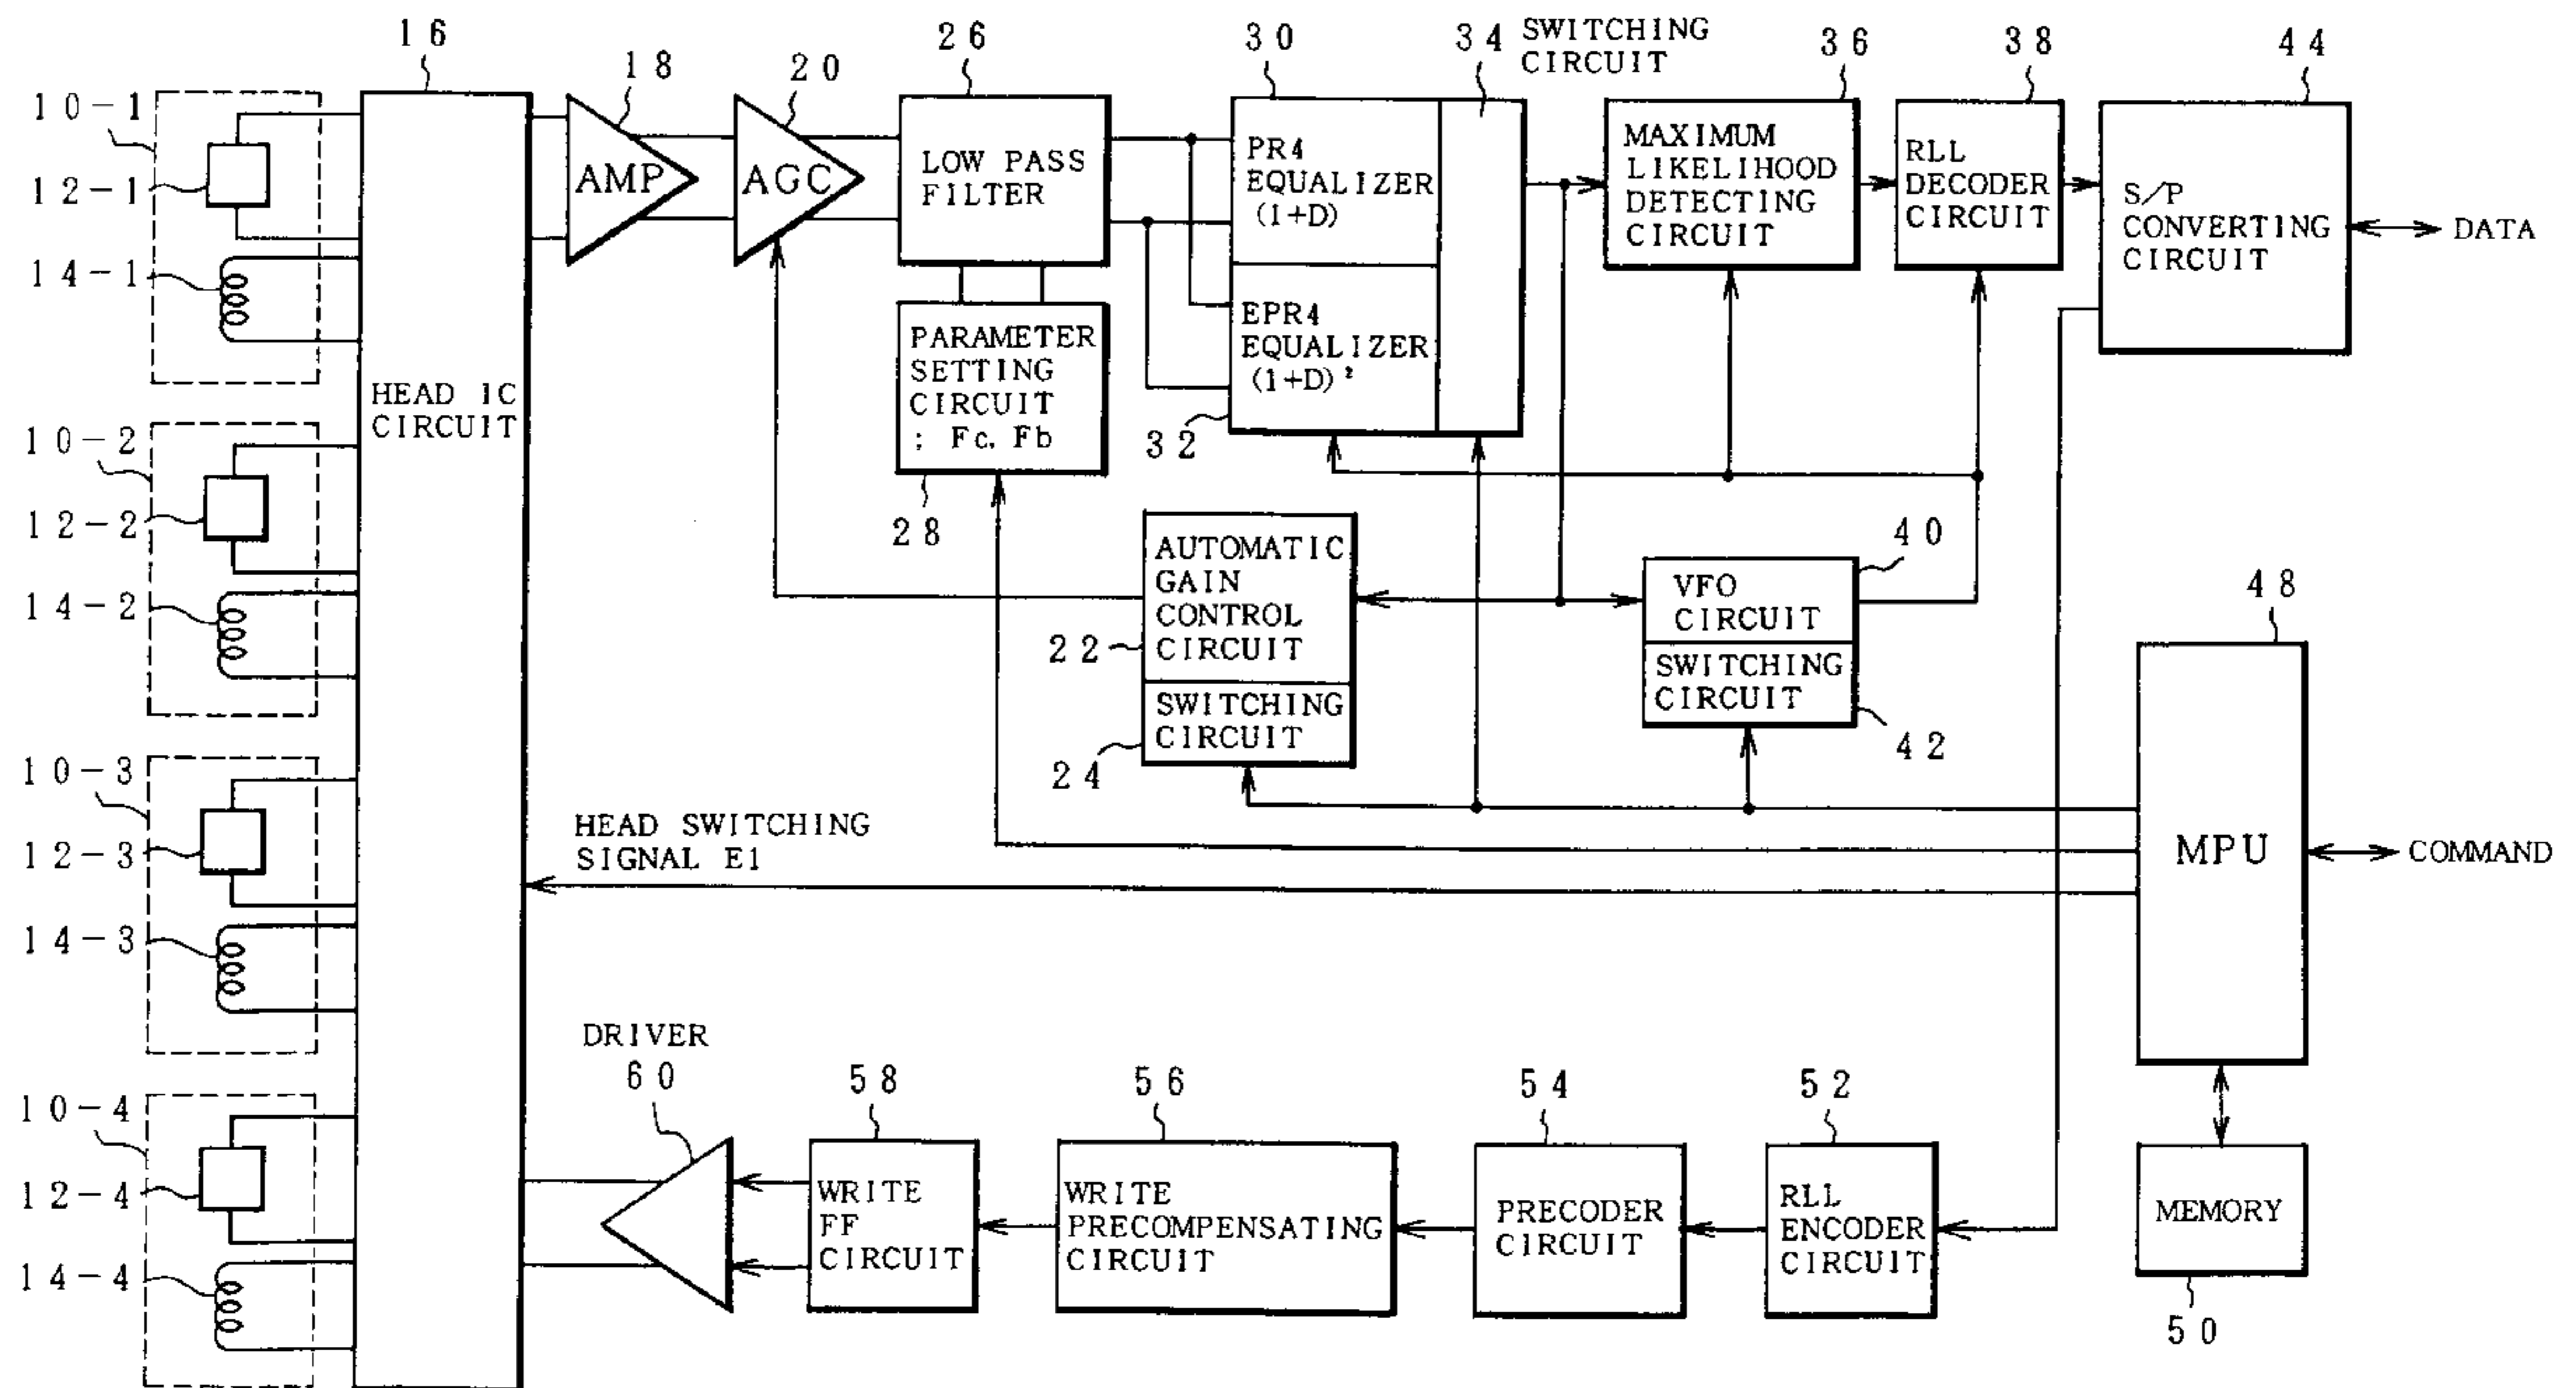 16
18
20
26
30
34
SWITCHING
CIRCUIT
36
38
44
10-1
12-1
14-1
AMP
AGC
LOW PASS
FILTER
PR4
EQUALIZER
(1+D)
EPR4
EQUALIZER
(1+D)²
MAXIMUM
LIKELIHOOD
DETECTING
CIRCUIT
RLL
DECODER
CIRCUIT
S/P
CONVERTING
CIRCUIT
DATA
PARAMETER
SETTING
CIRCUIT
; Fc, Fb
28
32
HEAD IC
CIRCUIT
10-2
12-2
14-2
AUTOMATIC
GAIN
CONTROL
CIRCUIT
22
SWITCHING
CIRCUIT
24
40
VFO
CIRCUIT
SWITCHING
CIRCUIT
42
48
MPU
COMMAND
10-3
12-3
14-3
HEAD SWITCHING
SIGNAL E1
DRIVER
60
58
56
54
52
10-4
12-4
14-4
WRITE
FF
CIRCUIT
WRITE
PRECOMPENSATING
CIRCUIT
PRECODER
CIRCUIT
RLL
ENCODER
CIRCUIT
MEMORY
50